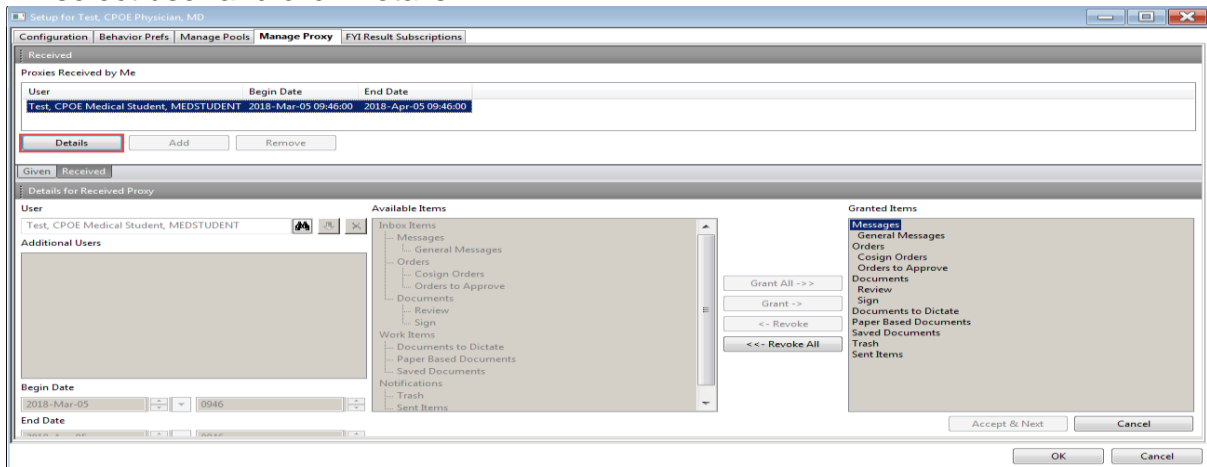 Setup for Test, CPOE Physician, MD
Configuration Behavior Prefs Manage Pools Manage Proxy FYI Result Subscriptions
Received
Proxies Received by Me
User Begin Date End Date
Test, CPOE Medical Student, MEDSTUDENT 2018-Mar-05 09:46:00 2018-Apr-05 09:46:00
Details Add Remove
Given Received
Details for Received Proxy
User
Test, CPOE Medical Student, MEDSTUDENT
Additional Users
Begin Date
2018-Mar-05 0946
End Date
Available Items
Inbox Items
Messages
General Messages
Orders
Cosign Orders
Orders to Approve
Documents
Review
Sign
Work Items
Documents to Dictate
Paper Based Documents
Saved Documents
Notifications
Trash
Sent Items
Grant All ->>
Grant ->
<- Revoke
<<- Revoke All
Granted Items
Messages
General Messages
Orders
Cosign Orders
Orders to Approve
Documents
Review
Sign
Documents to Dictate
Paper Based Documents
Saved Documents
Trash
Sent Items
Accept & Next Cancel
OK Cancel